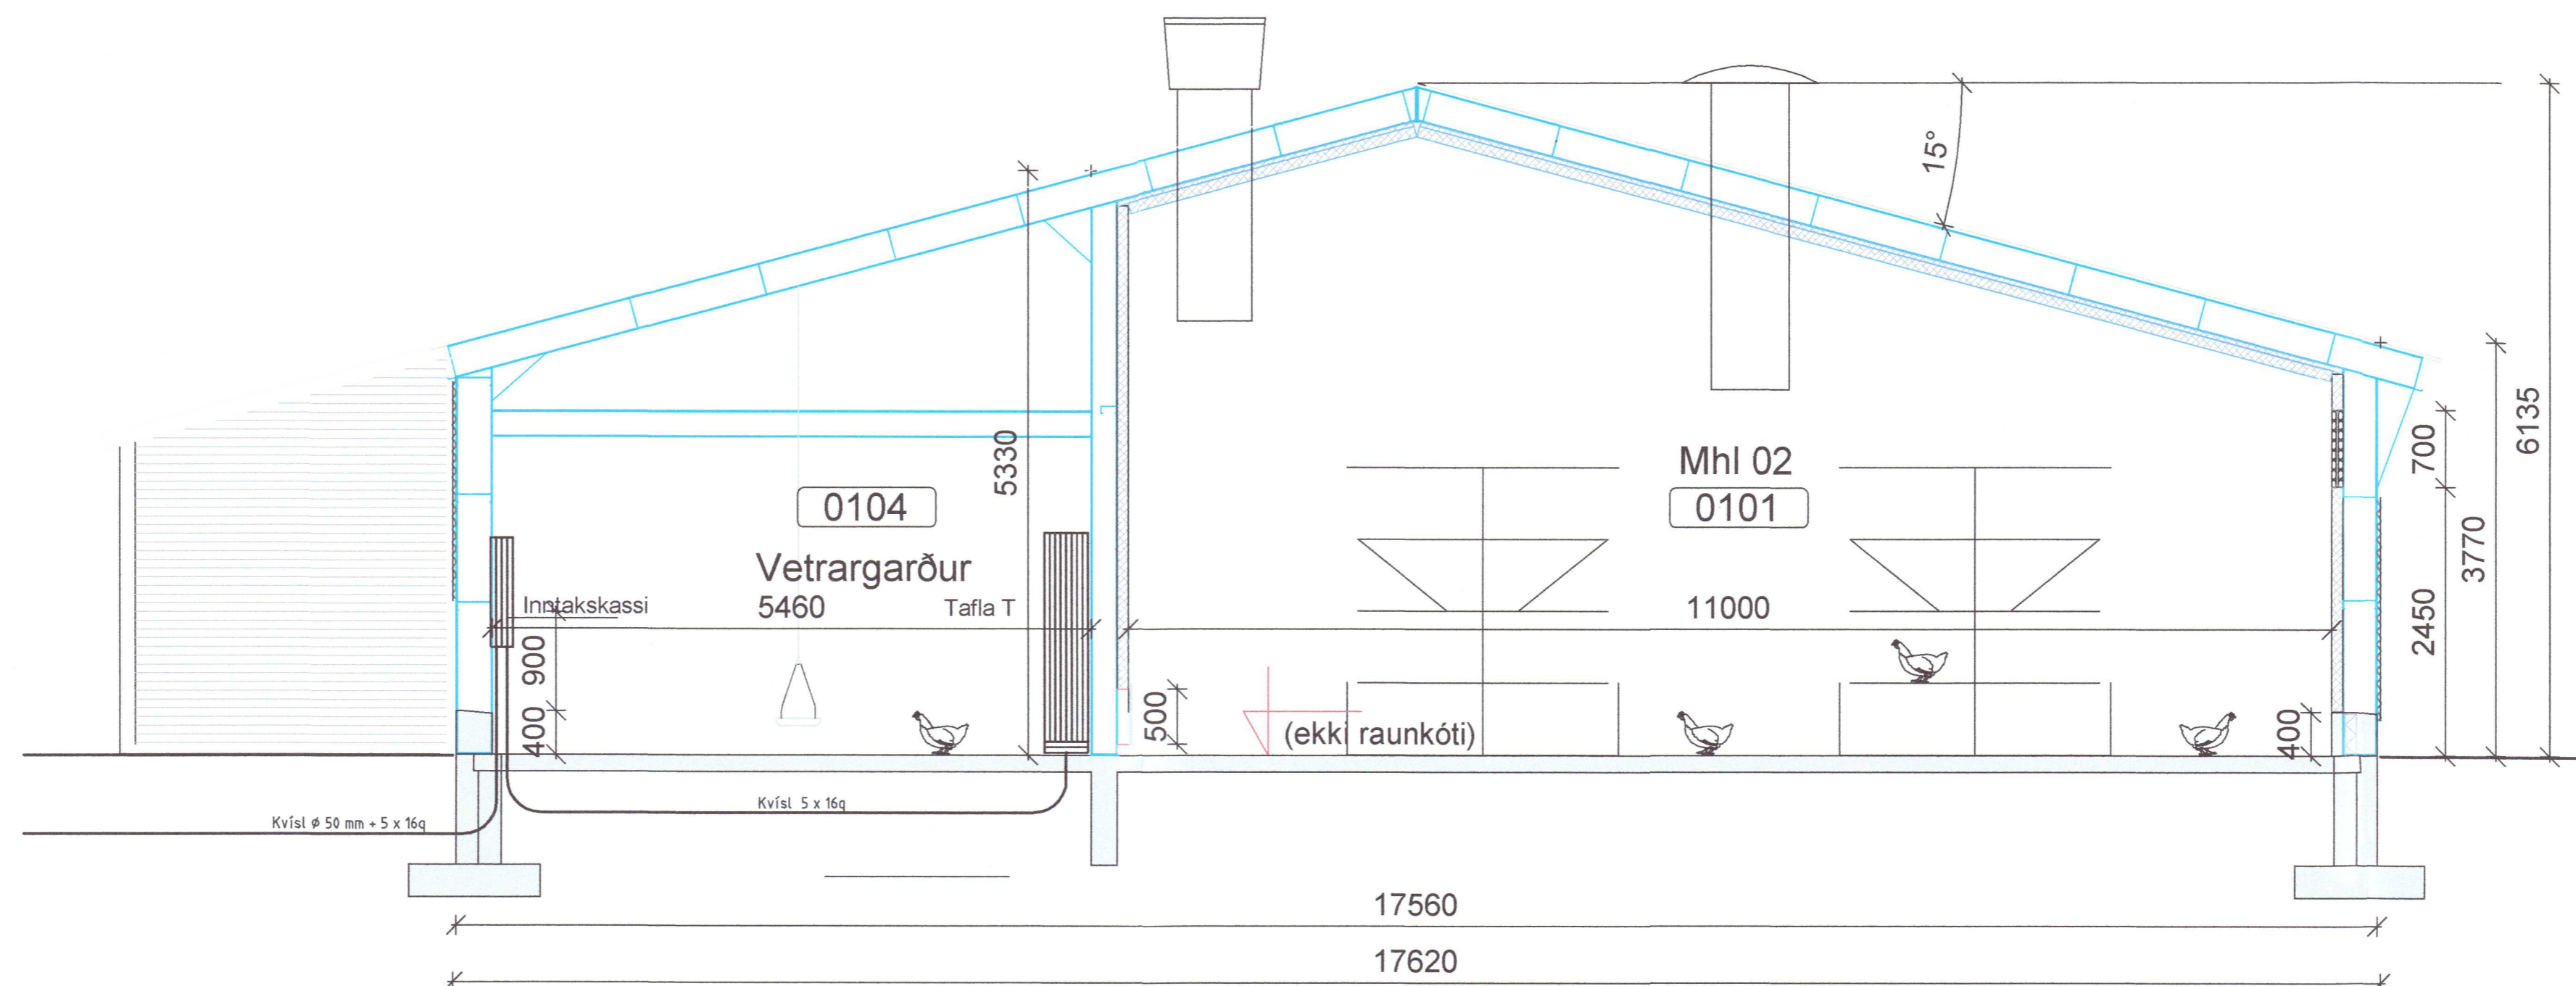 15°
6135
5330
700
Mhl 02
0104
0101
3770
Vetrargarður
Inntakskassi
5460
Tafla T
11000
2450
900
500
400
(ekki raunkóti)
400
Kvísl 5 x 16q
Kvísl ø 50 mm + 5 x 16q
17560
17620